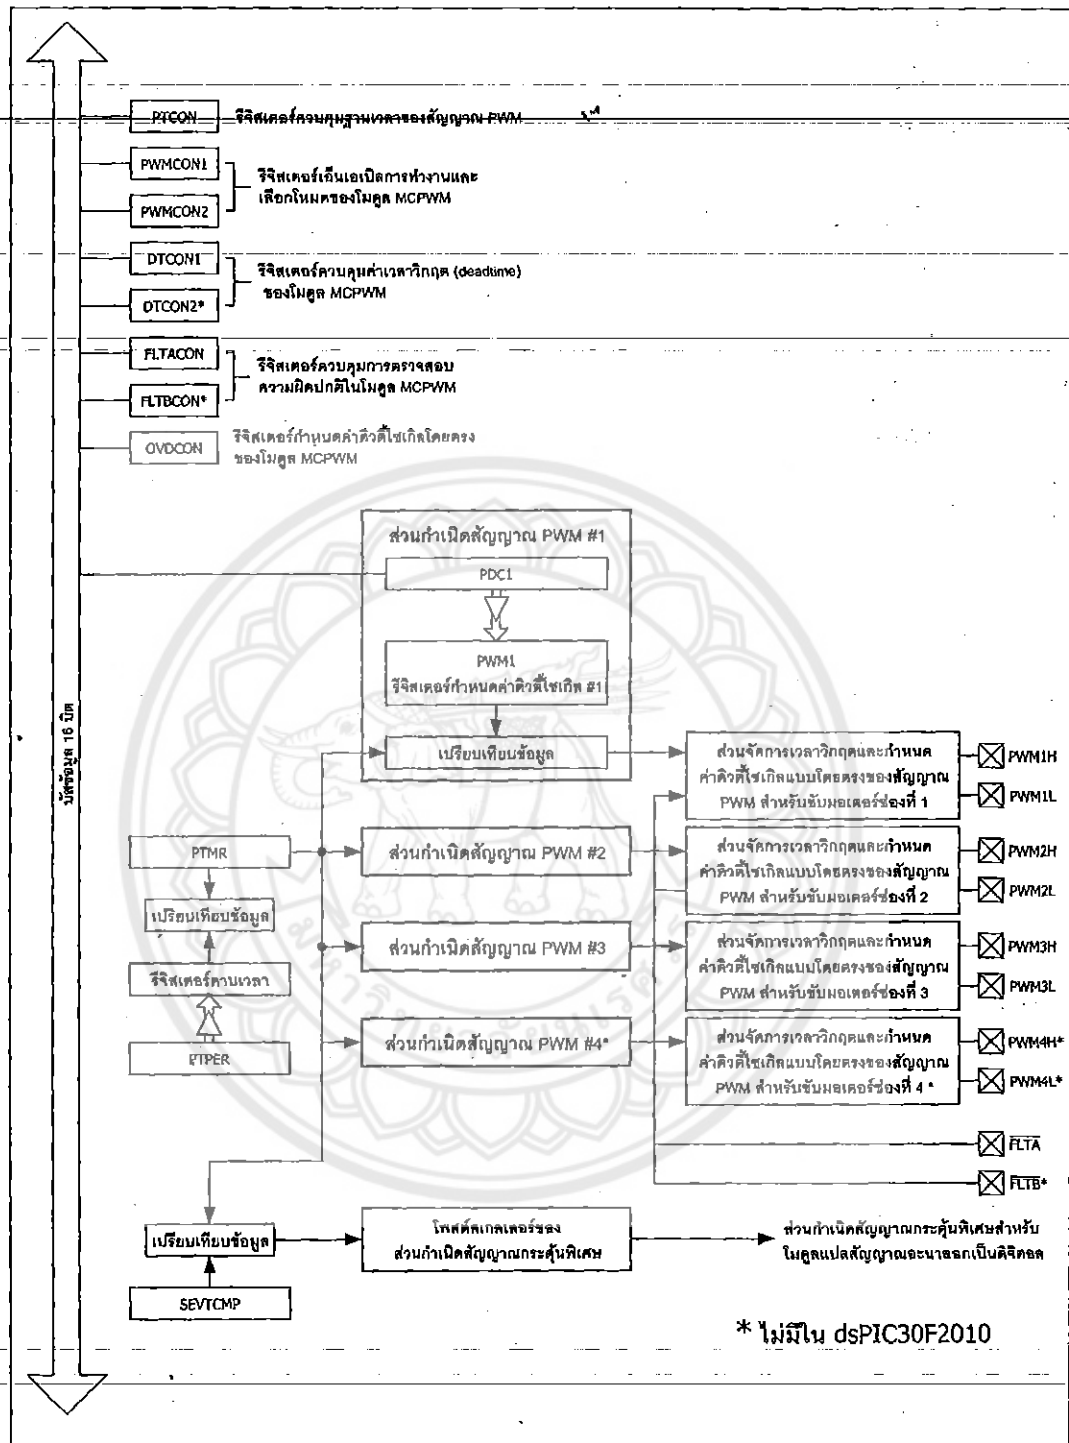 PTCON
รีจิสเตอร์ควบคุมฐานเวลาของสัญญาณ PWM
PWMCON1
PWMCON2
รีจิสเตอร์เอ็นเอเบิลการทำงานและ
เลือกโหมดของโมดูล MCPWM
DTCON1
DTCON2*
รีจิสเตอร์ควบคุมค่าเวลาวิกฤต (deadtime)
ของโมดูล MCPWM
FLTACON
FLTBCON*
รีจิสเตอร์ควบคุมการตรวจสอบ
ความผิดปกติในโมดูล MCPWM
OVDCON
รีจิสเตอร์กำหนดค่าดิวตี้ไซเกิลโดยตรง
ของโมดูล MCPWM
บัสข้อมูล 16 บิต
ส่วนกำเนิดสัญญาณ PWM #1
PDC1
PWM1
รีจิสเตอร์กำหนดค่าดิวตี้ไซเกิล #1
เปรียบเทียบข้อมูล
ส่วนจัดการเวลาวิกฤตและกำหนด
ค่าดิวตี้ไซเกิลแบบโดยตรงของสัญญาณ
PWM สำหรับขับมอเตอร์ช่องที่ 1
PWM1H
PWM1L
PTMR
เปรียบเทียบข้อมูล
รีจิสเตอร์คาบเวลา
PTPER
ส่วนกำเนิดสัญญาณ PWM #2
ส่วนจัดการเวลาวิกฤตและกำหนด
ค่าดิวตี้ไซเกิลแบบโดยตรงของสัญญาณ
PWM สำหรับขับมอเตอร์ช่องที่ 2
PWM2H
PWM2L
ส่วนกำเนิดสัญญาณ PWM #3
ส่วนจัดการเวลาวิกฤตและกำหนด
ค่าดิวตี้ไซเกิลแบบโดยตรงของสัญญาณ
PWM สำหรับขับมอเตอร์ช่องที่ 3
PWM3H
PWM3L
ส่วนกำเนิดสัญญาณ PWM #4*
ส่วนจัดการเวลาวิกฤตและกำหนด
ค่าดิวตี้ไซเกิลแบบโดยตรงของสัญญาณ
PWM สำหรับขับมอเตอร์ช่องที่ 4 *
PWM4H*
PWM4L*
FLTA
FLTB*
เปรียบเทียบข้อมูล
SEVTCMP
โพสต์สเกลเลอร์ของ
ส่วนกำเนิดสัญญาณกระตุ้นพิเศษ
ส่วนกำเนิดสัญญาณกระตุ้นพิเศษสำหรับ
โมดูลแปลสัญญาณอะนาลอกเป็นดิจิตอล
* ไม่มีใน dsPIC30F2010